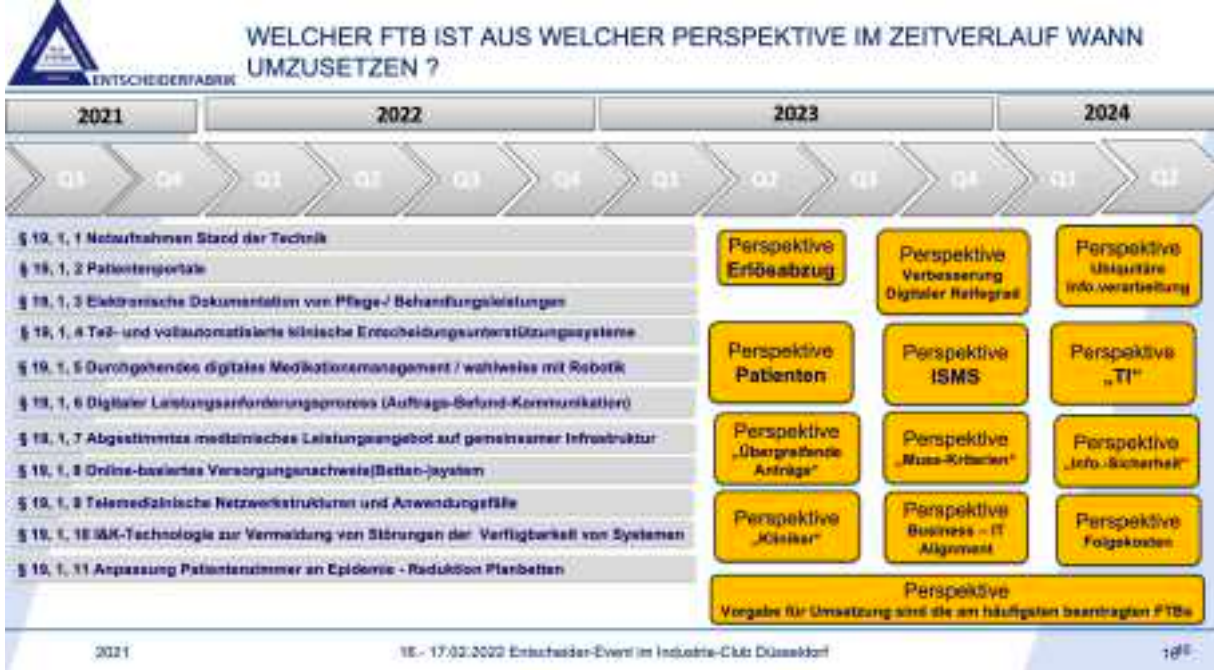 WELCHER FTB IST AUS WELCHER PERSPEKTIVE IM ZEITVERLAUF WANN
UMZUSETZEN ?
ENTSCHEIDERFABRIK
2021 2022 2023 2024
Q3 Q4 Q1 Q2 Q3 Q4 Q1 Q2 Q3 Q4 Q1 Q2
§ 19, 1, 1 Notaufnahmen Stand der Technik
§ 19, 1, 2 Patientenportale
§ 19, 1, 3 Elektronische Dokumentation von Pflege-/ Behandlungsleistungen
§ 19, 1, 4 Teil- und vollautomatisierte klinische Entscheidungsunterstützungssysteme
§ 19, 1, 5 Durchgehendes digitales Medikationsmanagement / wahlweise mit Robotik
§ 19, 1, 6 Digitaler Leistungsanforderungsprozess (Auftrags-Befund-Kommunikation)
§ 19, 1, 7 Abgestimmtes medizinisches Leistungsangebot auf gemeinsamer Infrastruktur
§ 19, 1, 8 Online-basiertes Versorgungsnachweis(Betten-)system
§ 19, 1, 9 Telemedizinische Netzwerkstrukturen und Anwendungsfälle
§ 19, 1, 10 I&K-Technologie zur Vermeidung von Störungen der Verfügbarkeit von Systemen
§ 19, 1, 11 Anpassung Patientenzimmer an Epidemie - Reduktion Planbetten
Perspektive
Erlösabzug
Perspektive
Verbesserung
Digitaler Reifegrad
Perspektive
Ubiquitäre
Info.verarbeitung
Perspektive
Patienten
Perspektive
ISMS
Perspektive
„TI“
Perspektive
„Übergreifende
Anträge“
Perspektive
„Muss-Kriterien“
Perspektive
„Info.-Sicherheit“
Perspektive
„Kliniker“
Perspektive
Business – IT
Alignment
Perspektive
Folgekosten
Perspektive
Vorgabe für Umsetzung sind die am häufigsten beantragten FTBs
2021
16.- 17.02.2022 Entscheider-Event im Industrie-Club Düsseldorf